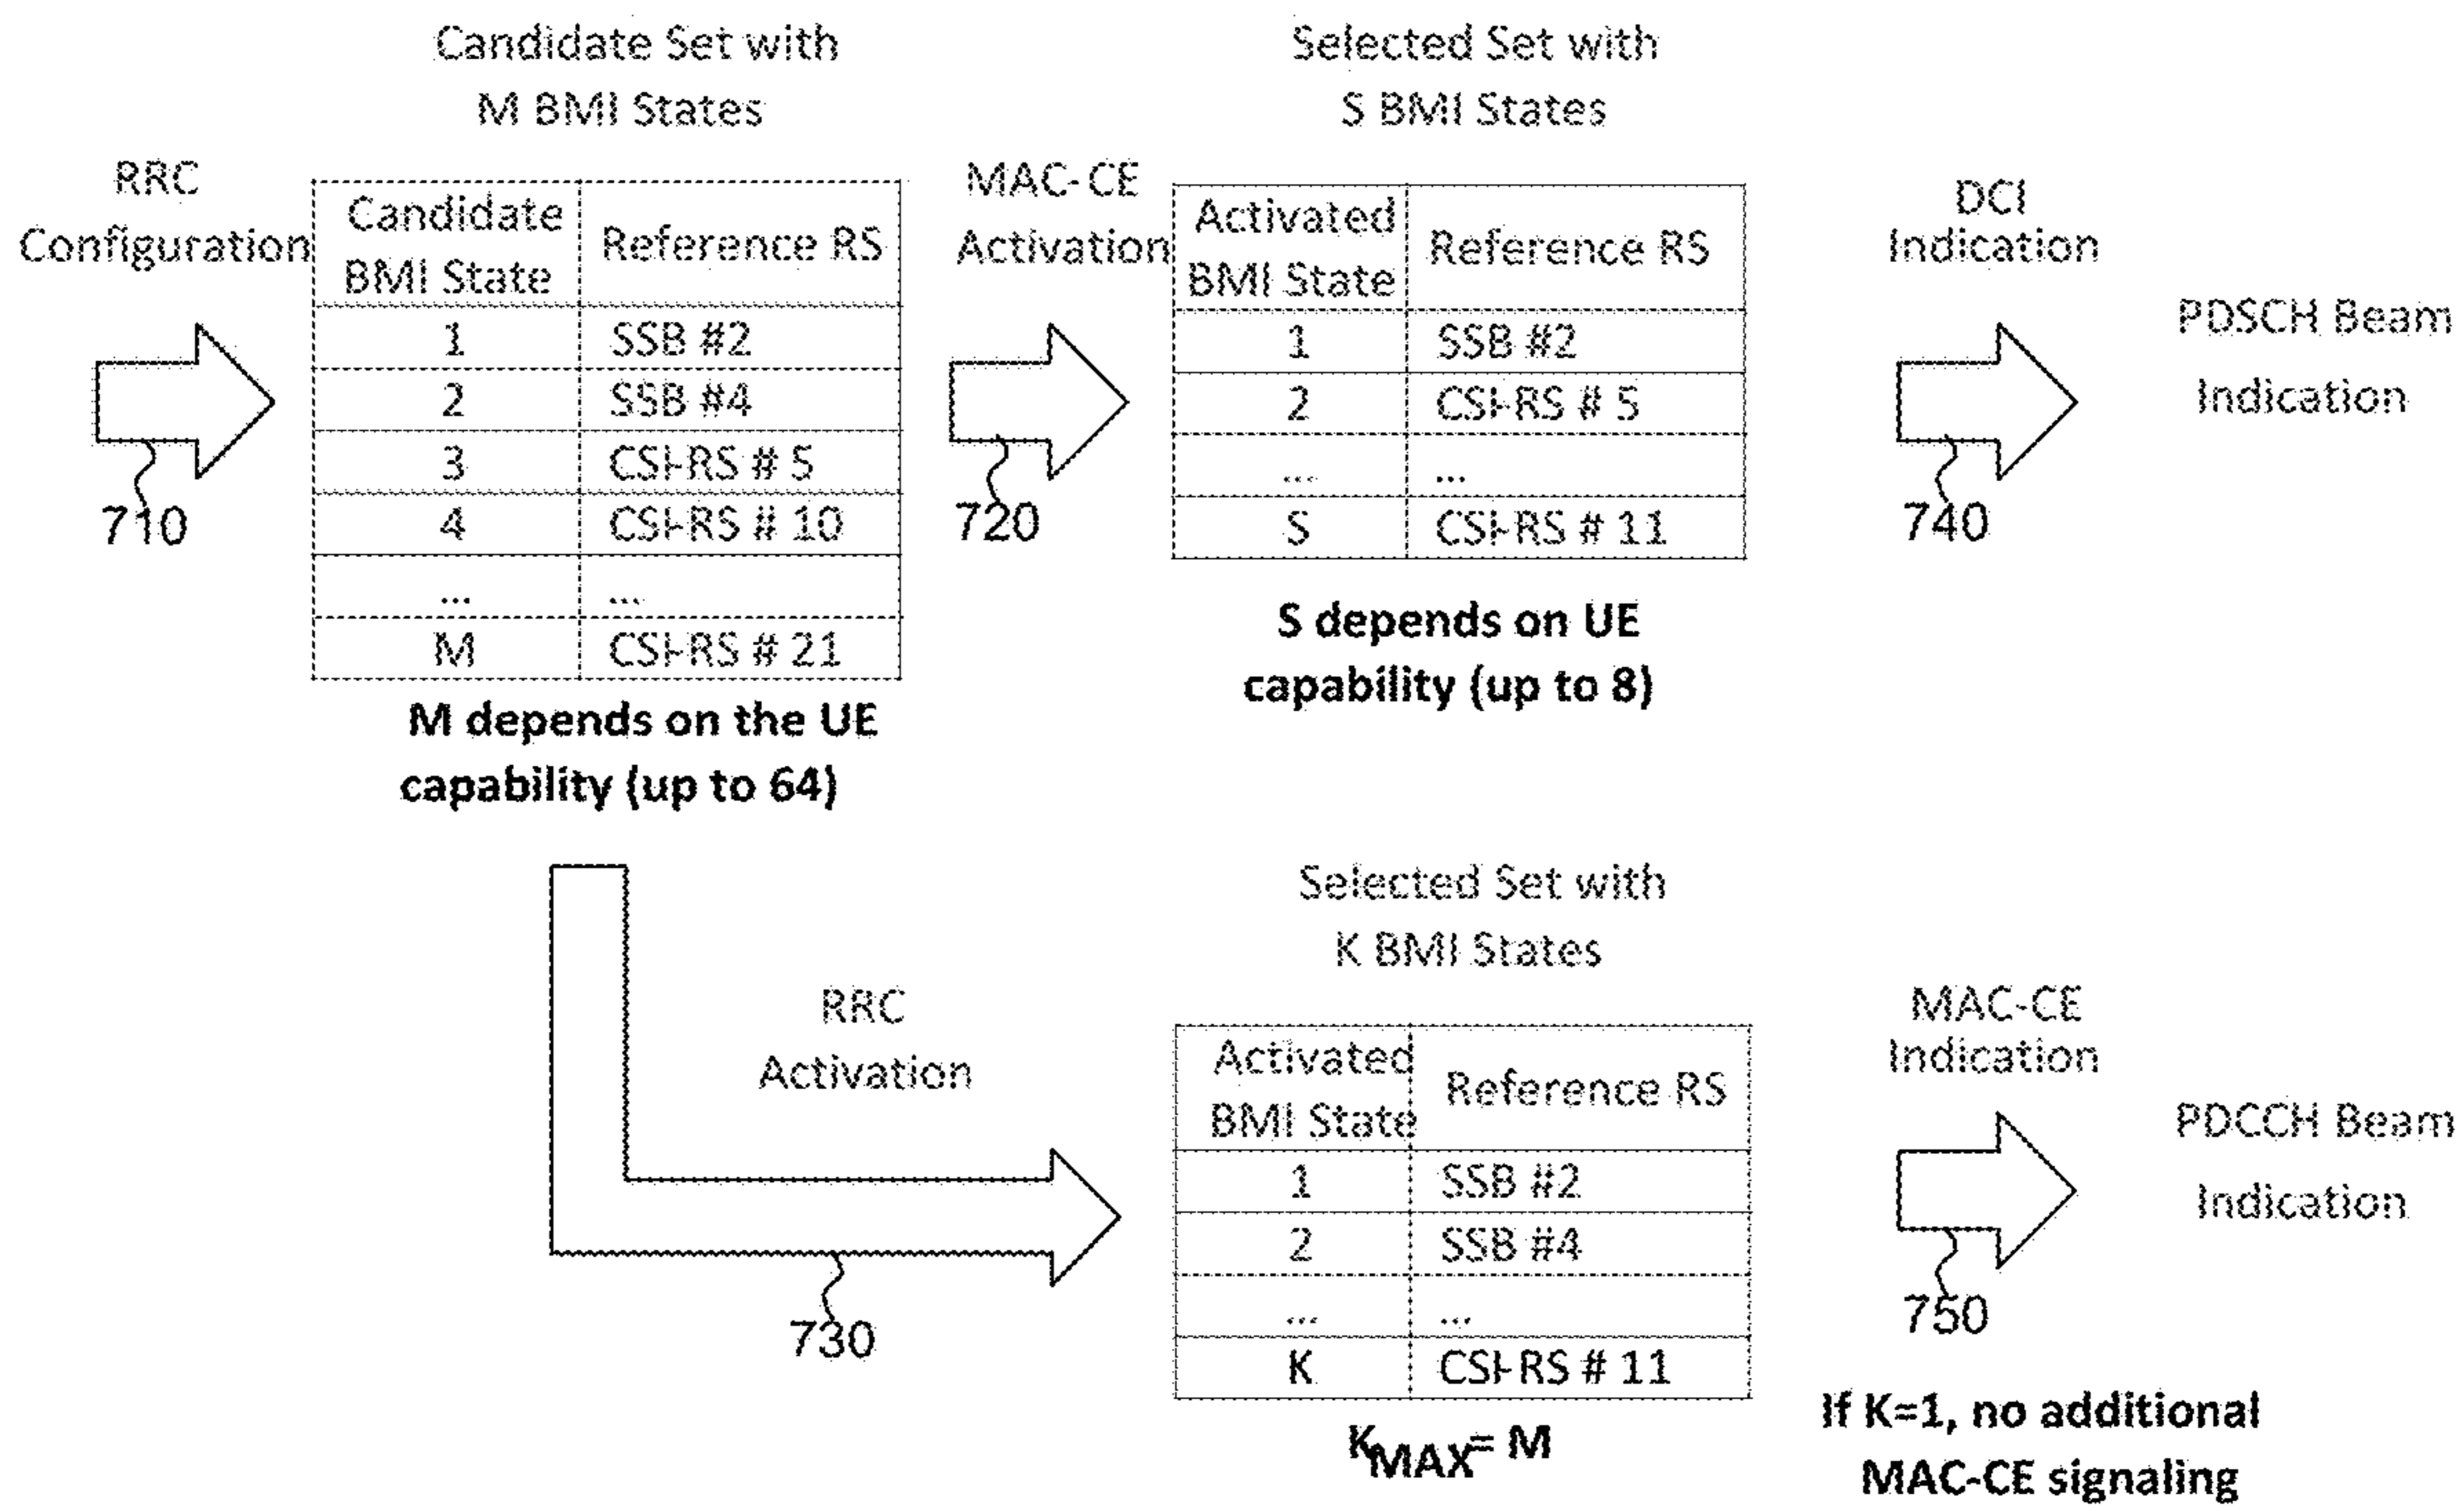 Candidate Set with
M BMI States
Selected Set with
S BMI States
RRC
Configuration
Candidate
BMI State
Reference RS
1 SSB #2
2 SSB #4
3 CSI-RS # 5
4 CSI-RS # 10
... ...
M CSI-RS # 21
710
M depends on the UE
capability (up to 64)
MAC-CE
Activation
720
Activated
BMI State
Reference RS
1 SSB #2
2 CSI-RS # 5
... ...
S CSI-RS # 11
S depends on UE
capability (up to 8)
DCI
Indication
740
PDSCH Beam
Indication
RRC
Activation
730
Selected Set with
K BMI States
Activated
BMI State
Reference RS
1 SSB #2
2 SSB #4
... ...
K CSI-RS # 11
KMAX= M
MAC-CE
Indication
750
PDCCH Beam
Indication
If K=1, no additional
MAC-CE signaling